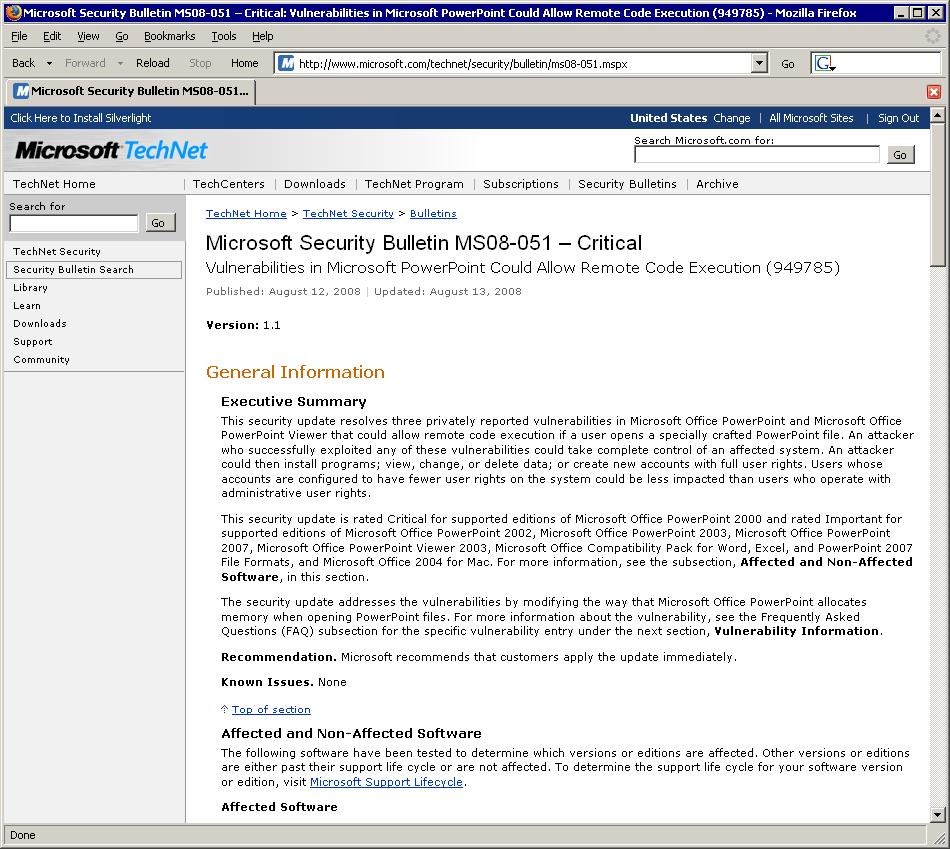 Microsoft Security Bulletin MS08-051 – Critical: Vulnerabilities in Microsoft PowerPoint Could Allow Remote Code Execution (949785) - Mozilla Firefox
File Edit View Go Bookmarks Tools Help
Back Forward Reload Stop Home http://www.microsoft.com/technet/security/bulletin/ms08-051.mspx Go
Microsoft Security Bulletin MS08-051...
Click Here to Install Silverlight United States Change | All Microsoft Sites | Sign Out
Microsoft TechNet
Search Microsoft.com for:
Go
TechNet Home | TechCenters | Downloads | TechNet Program | Subscriptions | Security Bulletins | Archive
Search for
Go
TechNet Security
Security Bulletin Search
Library
Learn
Downloads
Support
Community
TechNet Home > TechNet Security > Bulletins
Microsoft Security Bulletin MS08-051 – Critical
Vulnerabilities in Microsoft PowerPoint Could Allow Remote Code Execution (949785)
Published: August 12, 2008 | Updated: August 13, 2008
Version: 1.1
General Information
Executive Summary
This security update resolves three privately reported vulnerabilities in Microsoft Office PowerPoint and Microsoft Office
PowerPoint Viewer that could allow remote code execution if a user opens a specially crafted PowerPoint file. An attacker
who successfully exploited any of these vulnerabilities could take complete control of an affected system. An attacker
could then install programs; view, change, or delete data; or create new accounts with full user rights. Users whose
accounts are configured to have fewer user rights on the system could be less impacted than users who operate with
administrative user rights.
This security update is rated Critical for supported editions of Microsoft Office PowerPoint 2000 and rated Important for
supported editions of Microsoft Office PowerPoint 2002, Microsoft Office PowerPoint 2003, Microsoft Office PowerPoint
2007, Microsoft Office PowerPoint Viewer 2003, Microsoft Office Compatibility Pack for Word, Excel, and PowerPoint 2007
File Formats, and Microsoft Office 2004 for Mac. For more information, see the subsection, Affected and Non-Affected
Software, in this section.
The security update addresses the vulnerabilities by modifying the way that Microsoft Office PowerPoint allocates
memory when opening PowerPoint files. For more information about the vulnerability, see the Frequently Asked
Questions (FAQ) subsection for the specific vulnerability entry under the next section, Vulnerability Information.
Recommendation. Microsoft recommends that customers apply the update immediately.
Known Issues. None
↑ Top of section
Affected and Non-Affected Software
The following software have been tested to determine which versions or editions are affected. Other versions or editions
are either past their support life cycle or are not affected. To determine the support life cycle for your software version
or edition, visit Microsoft Support Lifecycle.
Affected Software
Done